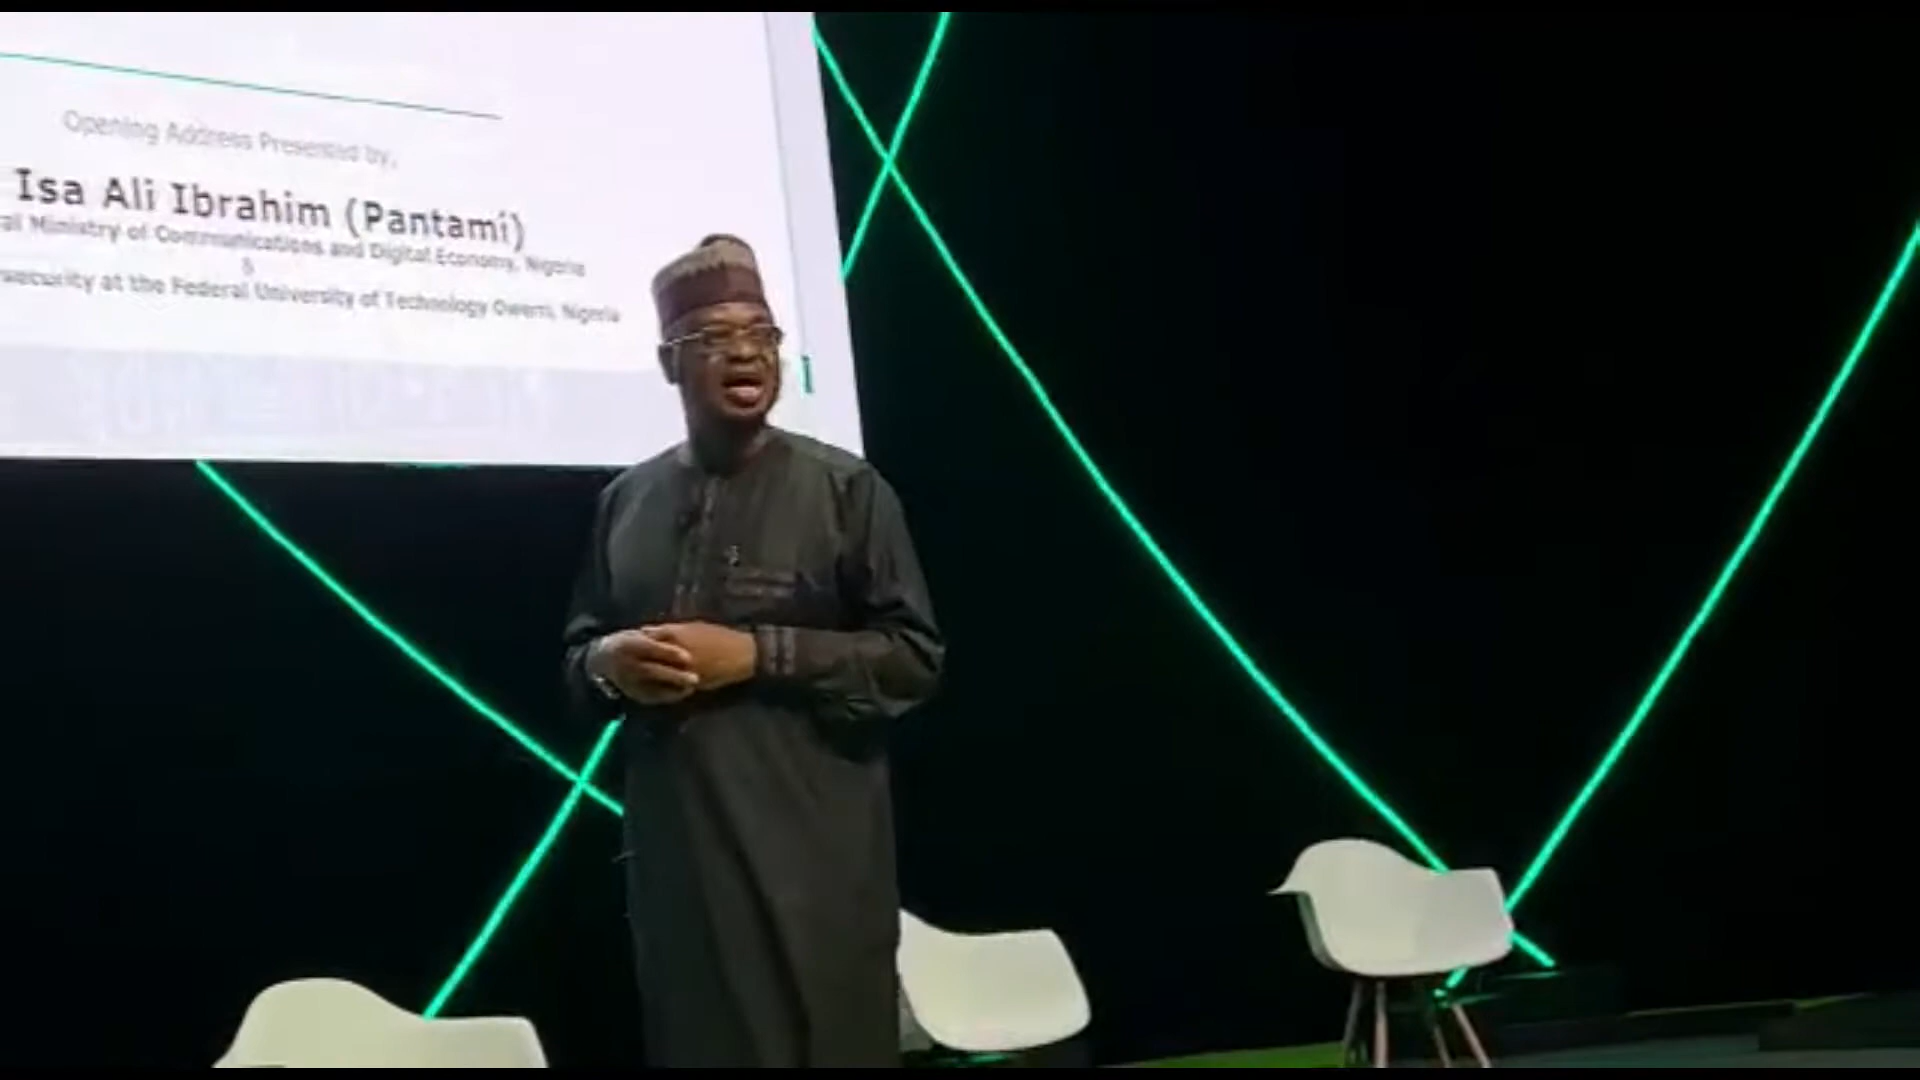 Opening Address Presented by,
Isa Ali Ibrahim (Pantami)
al Ministry of Communications and Digital Economy, Nigeria
&
security at the Federal University of Technology Owerri, Nigeria